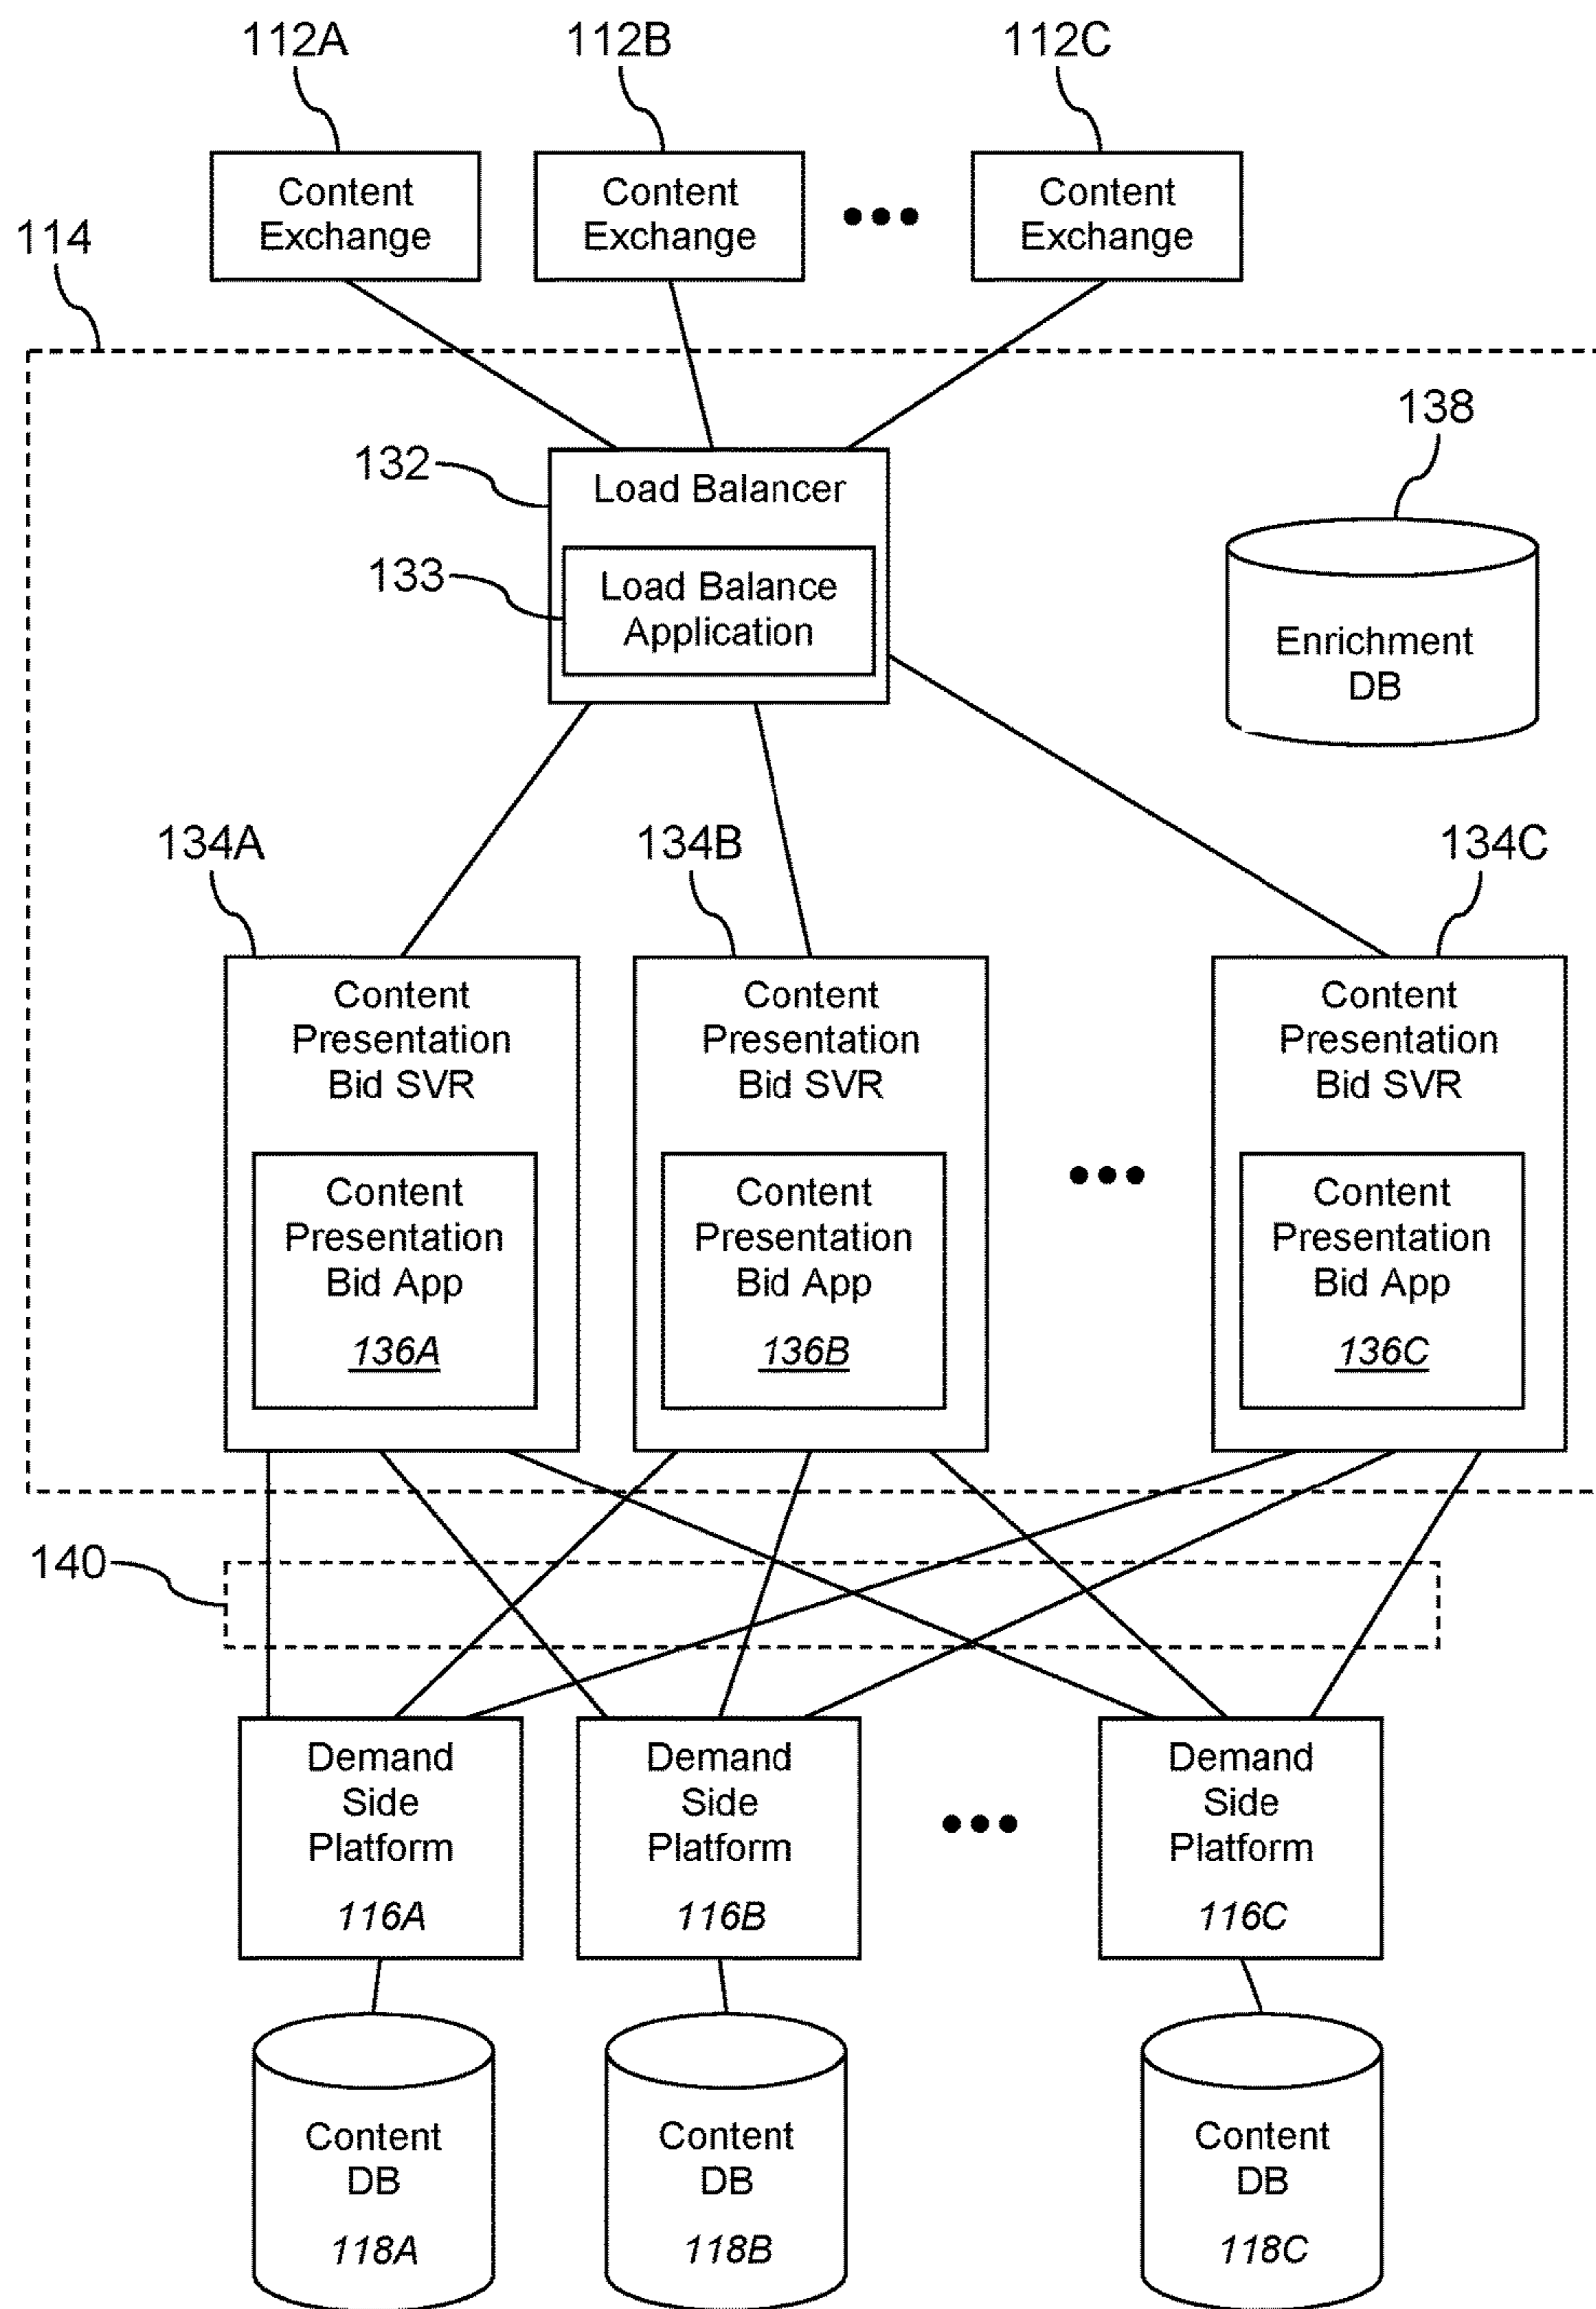 112A
112B
112C
Content
Exchange
Content
Exchange
Content
Exchange
114
138
132
Load Balancer
133
Load Balance
Application
Enrichment
DB
134A
134B
134C
Content
Presentation
Bid SVR
Content
Presentation
Bid SVR
Content
Presentation
Bid SVR
Content
Presentation
Bid App
136A
Content
Presentation
Bid App
136B
Content
Presentation
Bid App
136C
140
Demand
Side
Platform
116A
Demand
Side
Platform
116B
Demand
Side
Platform
116C
Content
DB
118A
Content
DB
118B
Content
DB
118C